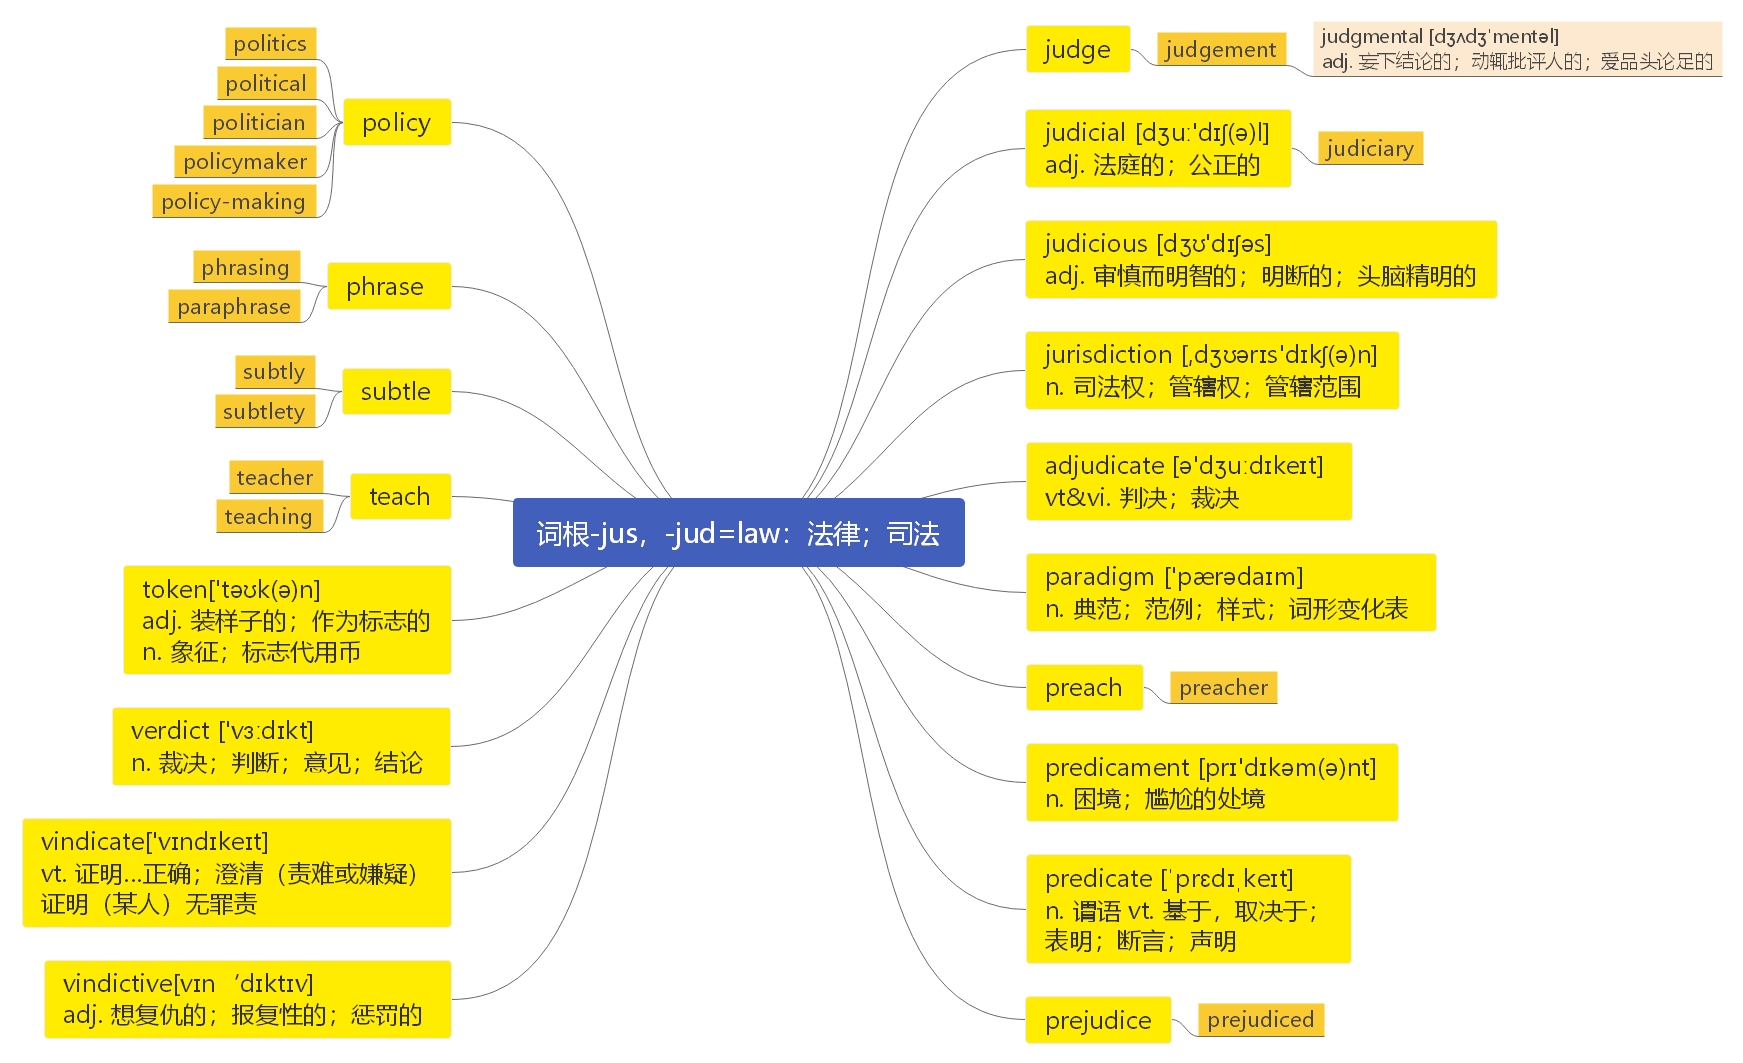 词根-jus，-jud=law：法律；司法
judge
judgement
judgmental [dʒʌdʒˈmentəl]
adj. 妄下结论的；动辄批评人的；爱品头论足的
judicial [dʒuː'dɪʃ(ə)l]
adj. 法庭的；公正的
judiciary
judicious [dʒʊ'dɪʃəs]
adj. 审慎而明智的；明断的；头脑精明的
jurisdiction [ˌdʒʊərɪs'dɪkʃ(ə)n]
n. 司法权；管辖权；管辖范围
adjudicate [ə'dʒuːdɪkeɪt]
vt&vi. 判决；裁决
paradigm ['pærədaɪm]
n. 典范；范例；样式；词形变化表
preach
preacher
predicament [prɪ'dɪkəm(ə)nt]
n. 困境；尴尬的处境
predicate [ˈprɛdɪˌkeɪt]
n. 谓语 vt. 基于，取决于；
表明；断言；声明
prejudice
prejudiced
policy
politics
political
politician
policymaker
policy-making
phrase
phrasing
paraphrase
subtle
subtly
subtlety
teach
teacher
teaching
token['təʊk(ə)n]
adj. 装样子的；作为标志的
n. 象征；标志代用币
verdict ['vɜːdɪkt]
n. 裁决；判断；意见；结论
vindicate['vɪndɪkeɪt]
vt. 证明...正确；澄清（责难或嫌疑）
证明（某人）无罪责
vindictive[vɪn‘dɪktɪv]
adj. 想复仇的；报复性的；惩罚的